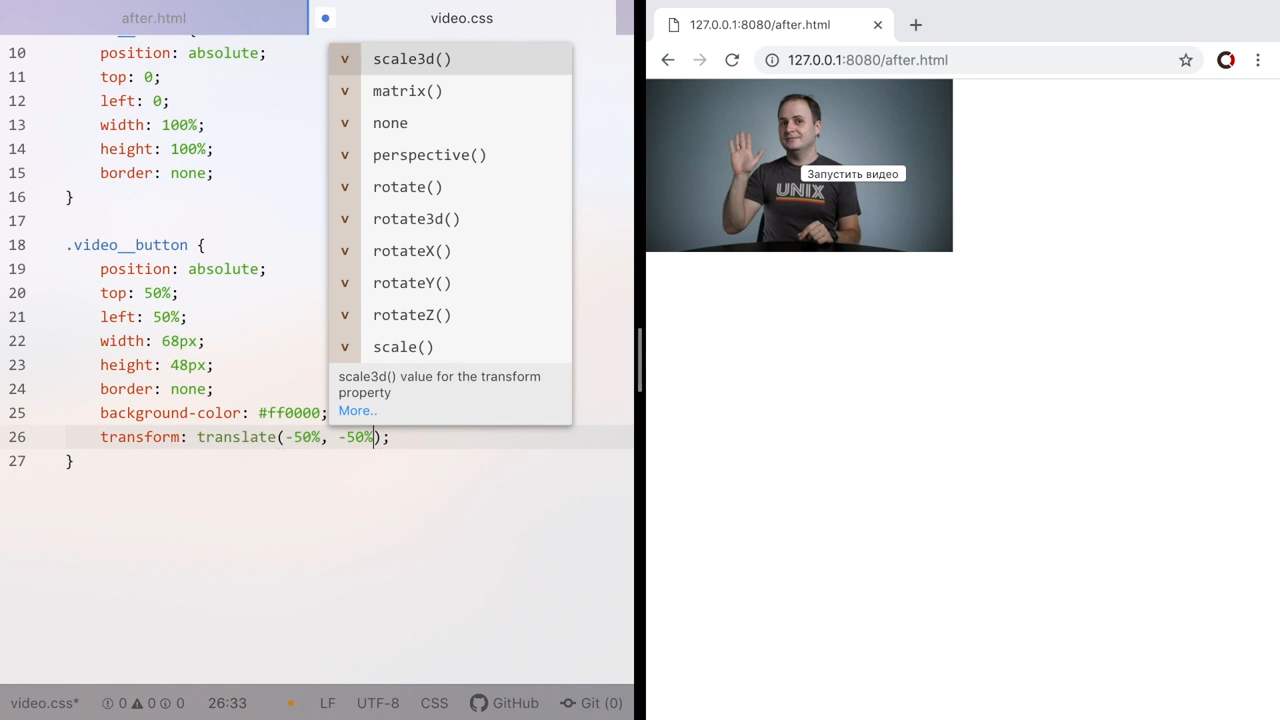 after.html
video.css
10 position: absolute;
11 top: 0;
12 left: 0;
13 width: 100%;
14 height: 100%;
15 border: none;
16 }
17
18 .video__button {
19 position: absolute;
20 top: 50%;
21 left: 50%;
22 width: 68px;
23 height: 48px;
24 border: none;
25 background-color: #ff0000;
26 transform: translate(-50%, -50%);
27 }
v scale3d()
v matrix()
v none
v perspective()
v rotate()
v rotate3d()
v rotateX()
v rotateY()
v rotateZ()
v scale()
scale3d() value for the transform
property
More..
video.css* 0 0 0 26:33 LF UTF-8 CSS GitHub Git (0)
127.0.0.1:8080/after.html
127.0.0.1:8080/after.html
Запустить видео
UNIX